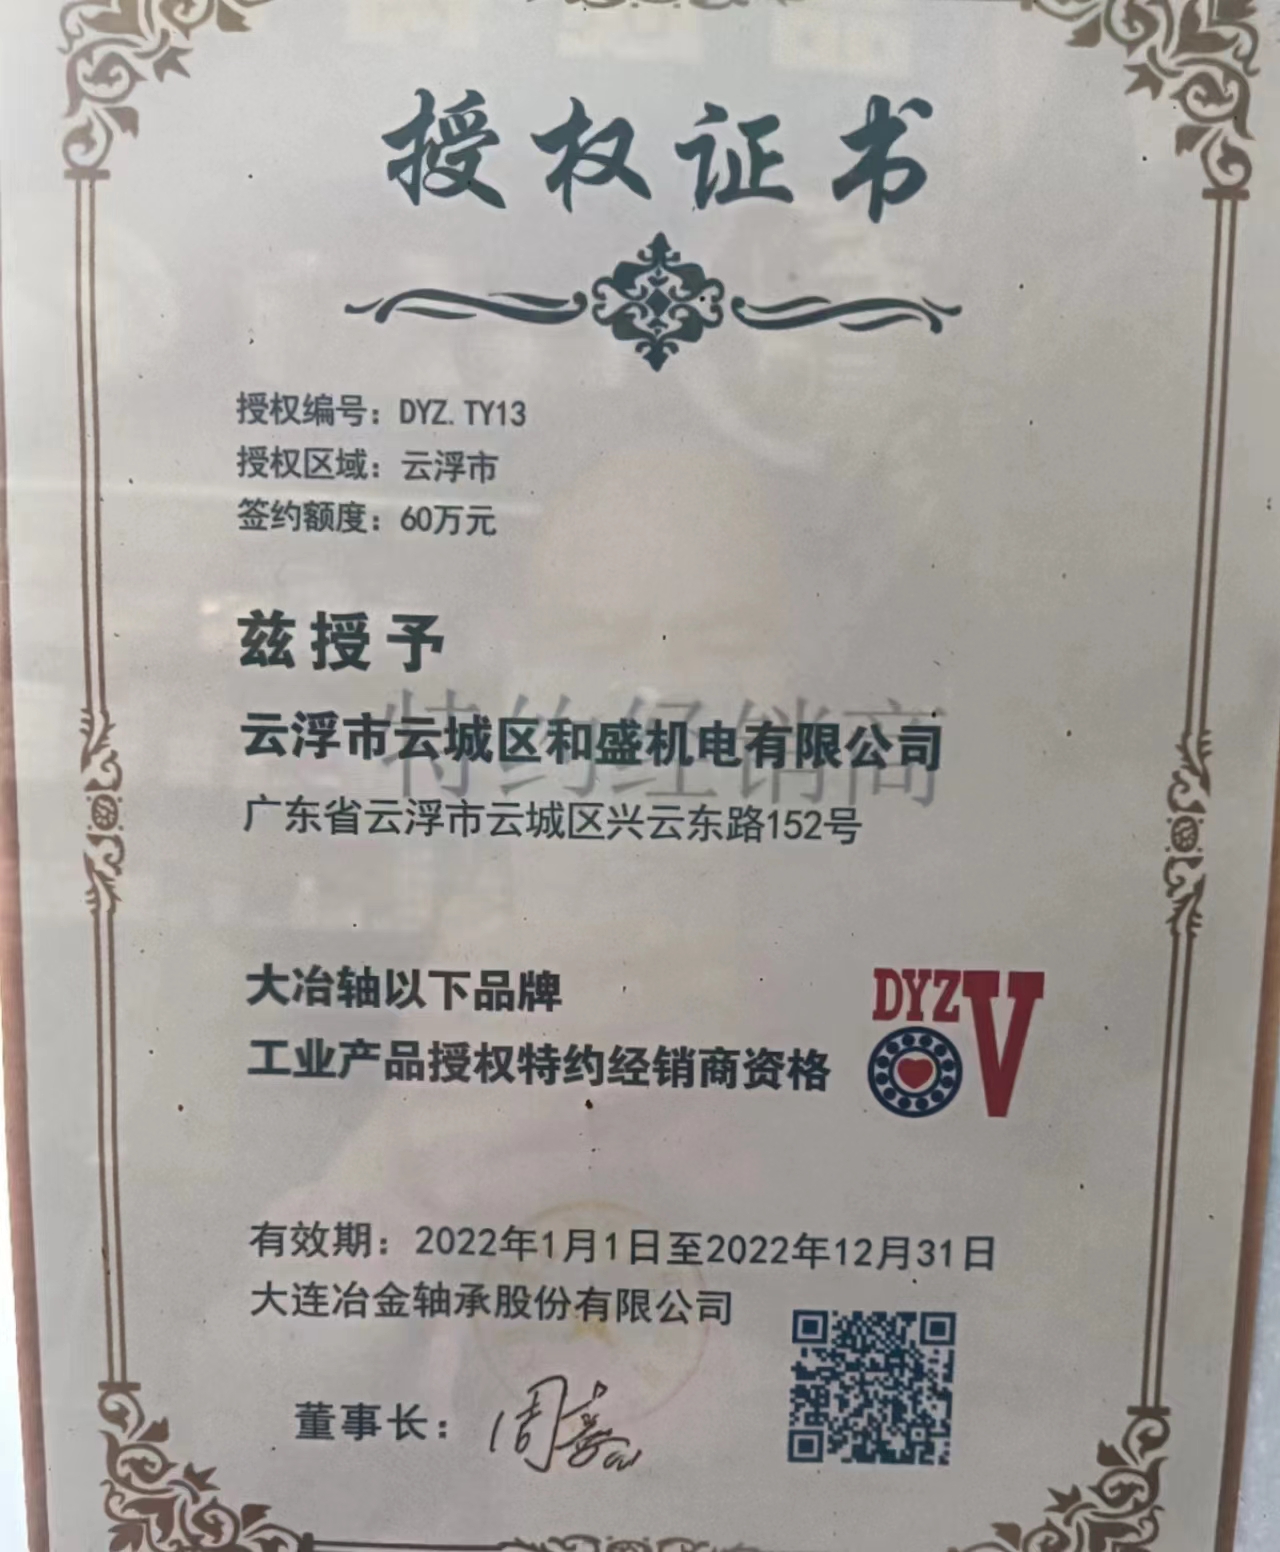 授权证书
授权编号：DYZ.TY13
授权区域：云浮市
签约额度：60万元
兹授予
特约经销商
云浮市云城区和盛机电有限公司
广东省云浮市云城区兴云东路152号
大冶轴以下品牌
工业产品授权特约经销商资格
DYZV
有效期：2022年1月1日至2022年12月31日
大连冶金轴承股份有限公司
董事长：